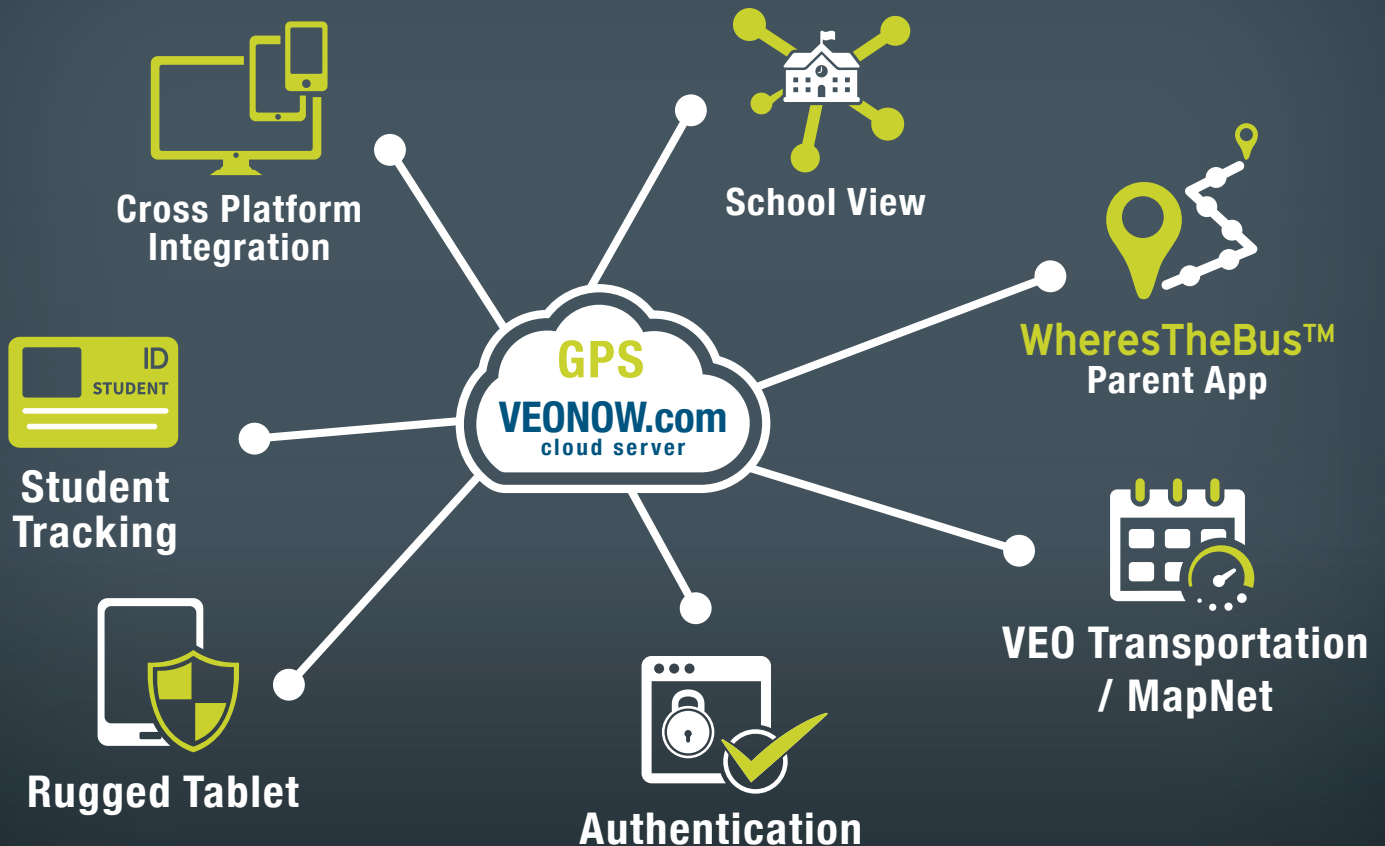 Cross Platform
Integration
School View
WheresTheBus™
Parent App
GPS
VEONOW.com
cloud server
ID
STUDENT
Student
Tracking
VEO Transportation
/ MapNet
Rugged Tablet
Authentication